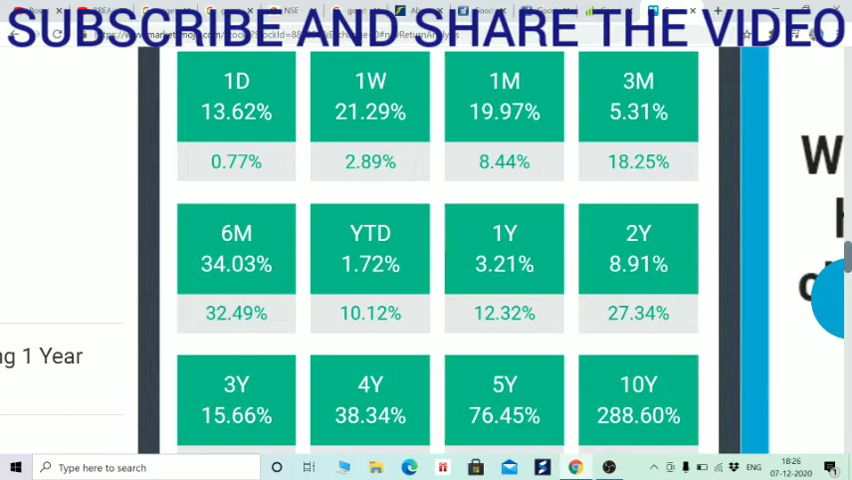 SUBSCRIBE AND SHARE THE VIDEO
1D 1W 1M 3M
13.62% 21.29% 19.97% 5.31%
0.77% 2.89% 8.44% 18.25%
6M YTD 1Y 2Y
34.03% 1.72% 3.21% 8.91%
32.49% 10.12% 12.32% 27.34%
ng 1 Year
3Y 4Y 5Y 10Y
15.66% 38.34% 76.45% 288.60%
Type here to search
ENG
18:26
07-12-2020